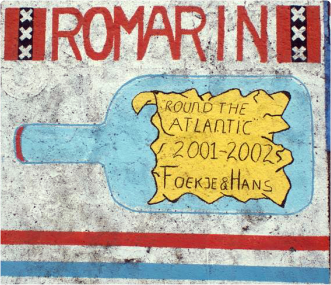 ROMARIN
'ROUND THE
ATLANTIC
2001-2002
FOEKJE&HANS